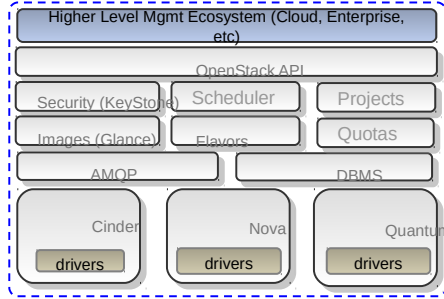 Higher Level Mgmt Ecosystem (Cloud, Enterprise,
etc)
OpenStack API
Security (KeyStone)
Scheduler
Projects
Images (Glance)
Flavors
Quotas
AMQP
DBMS
Cinder
Nova
Quantum
drivers
drivers
drivers